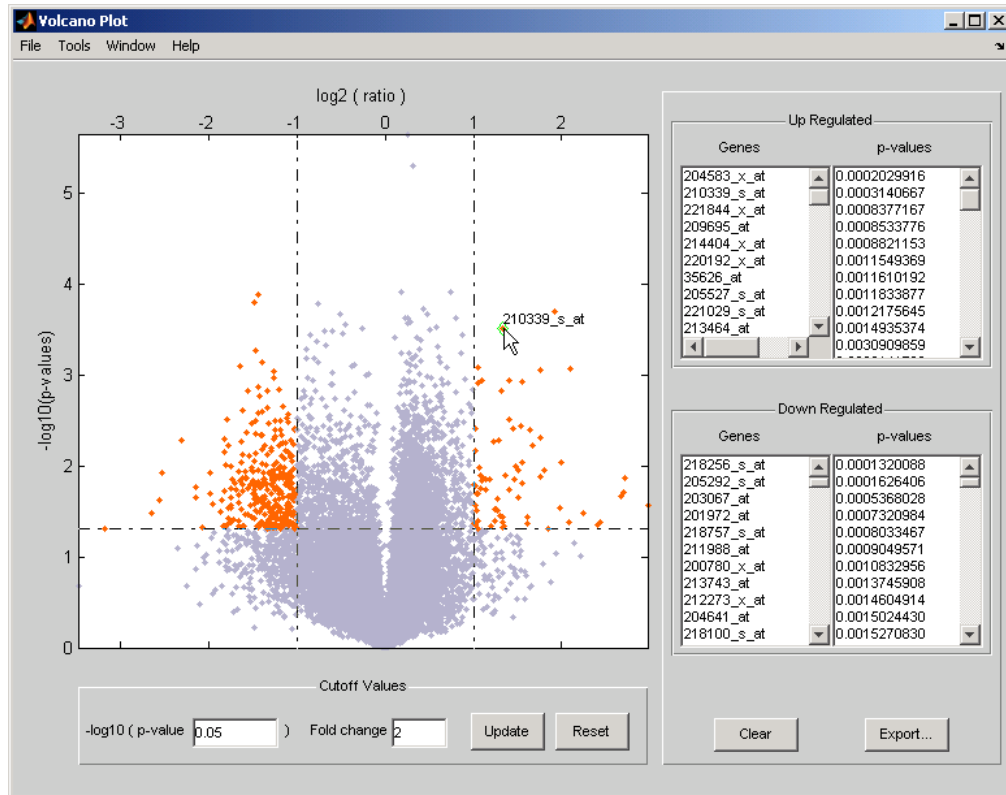 Volcano Plot
File Tools Window Help
log2 ( ratio )
-3 -2 -1 0 1 2
5
4
3
2
1
0
-log10(p-values)
210339_s_at
Up Regulated
Genes p-values
204583_x_at 0.0002029916
210339_s_at 0.0003140667
221844_x_at 0.0008377167
209695_at 0.0008533776
214404_x_at 0.0008821153
220192_x_at 0.0011549369
35626_at 0.0011610192
205527_s_at 0.0011833877
221029_s_at 0.0012175645
213464_at 0.0014935374
0.0030909859
Down Regulated
Genes p-values
218256_s_at 0.0001320088
205292_s_at 0.0001626406
203067_at 0.0005368028
201972_at 0.0007320984
218757_s_at 0.0008033467
211988_at 0.0009049571
200780_x_at 0.0010832956
213743_at 0.0013745908
212273_x_at 0.0014604914
204641_at 0.0015024430
218100_s_at 0.0015270830
Cutoff Values
-log10 ( p-value 0.05 ) Fold change 2 Update Reset
Clear Export...